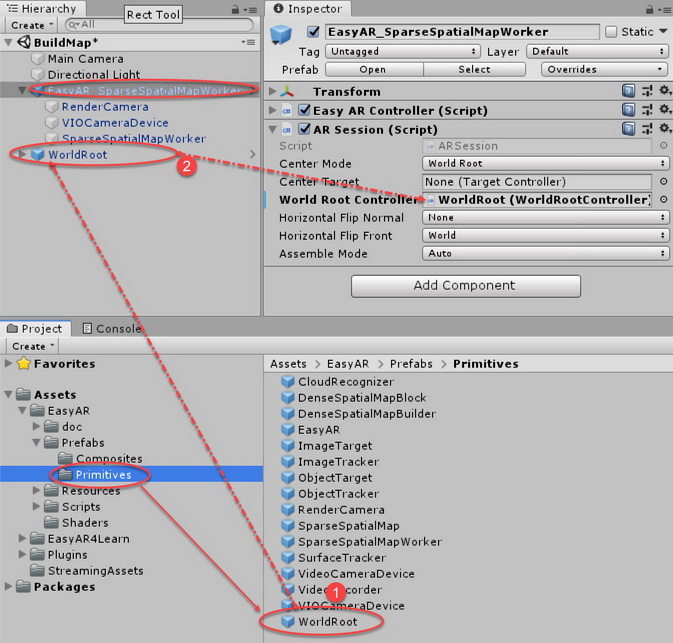 Hierarchy
Rect Tool
Create
All
BuildMap*
Main Camera
Directional Light
EasyAR_SparseSpatialMapWorker
RenderCamera
VIOCameraDevice
SparseSpatialMapWorker
WorldRoot
2
Inspector
EasyAR_SparseSpatialMapWorker
Static
Tag Untagged Layer Default
Prefab Open Select Overrides
Transform
Easy AR Controller (Script)
AR Session (Script)
Script ARSession
Center Mode World Root
Center Target None (Target Controller)
World Root Controller WorldRoot (WorldRootController)
Horizontal Flip Normal None
Horizontal Flip Front World
Assemble Mode Auto
Add Component
Project
Console
Create
Favorites
Assets
EasyAR
doc
Prefabs
Composites
Primitives
Resources
Scripts
Shaders
EasyAR4Learn
Plugins
StreamingAssets
Packages
Assets > EasyAR > Prefabs > Primitives
CloudRecognizer
DenseSpatialMapBlock
DenseSpatialMapBuilder
EasyAR
ImageTarget
ImageTracker
ObjectTarget
ObjectTracker
RenderCamera
SparseSpatialMap
SparseSpatialMapWorker
SurfaceTracker
VideoCameraDevice
VideoRecorder
1
VIOCameraDevice
WorldRoot